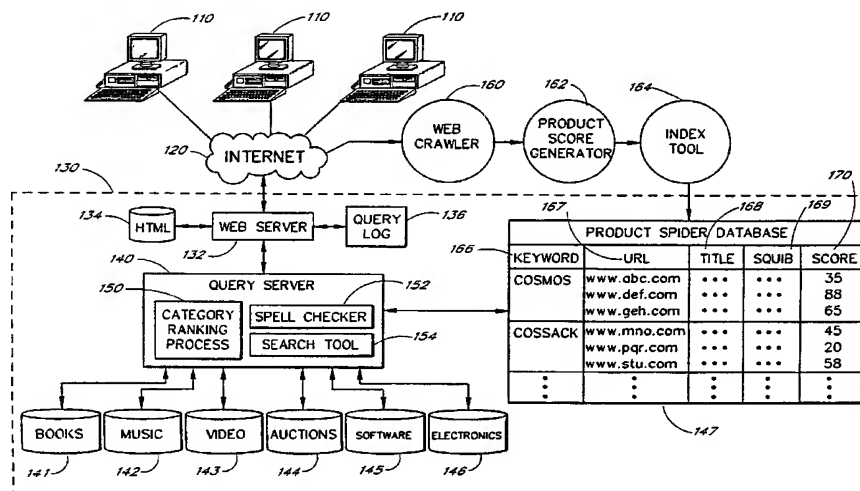 110 110 110
160 162 164
WEB
CRAWLER
PRODUCT
SCORE
GENERATOR
INDEX
TOOL
120 INTERNET
130
134 HTML
WEB SERVER
132
QUERY
LOG
136
167 168 169 170
166
PRODUCT SPIDER DATABASE
KEYWORD URL TITLE SQUIB SCORE
COSMOS www.abc.com ••• ••• 35
www.def.com ••• ••• 88
www.geh.com ••• ••• 65
COSSACK www.mno.com ••• ••• 45
www.pqr.com ••• ••• 20
www.stu.com ••• ••• 58
147
140
QUERY SERVER
150 152
CATEGORY
RANKING
PROCESS
SPELL CHECKER
SEARCH TOOL 154
BOOKS MUSIC VIDEO AUCTIONS SOFTWARE ELECTRONICS
141 142 143 144 145 146